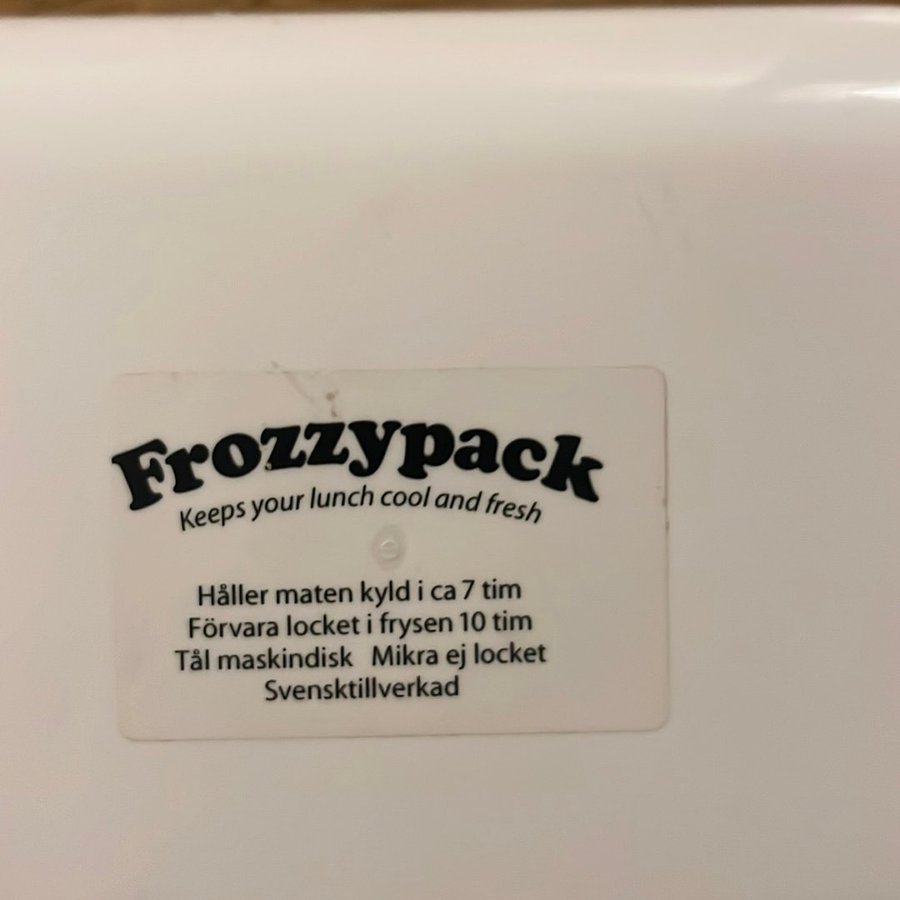 Frozzypack
Keeps your lunch cool and fresh
Håller maten kyld i ca 7 tim
Förvara locket i frysen 10 tim
Tål maskindisk Mikra ej locket
Svensktillverkad